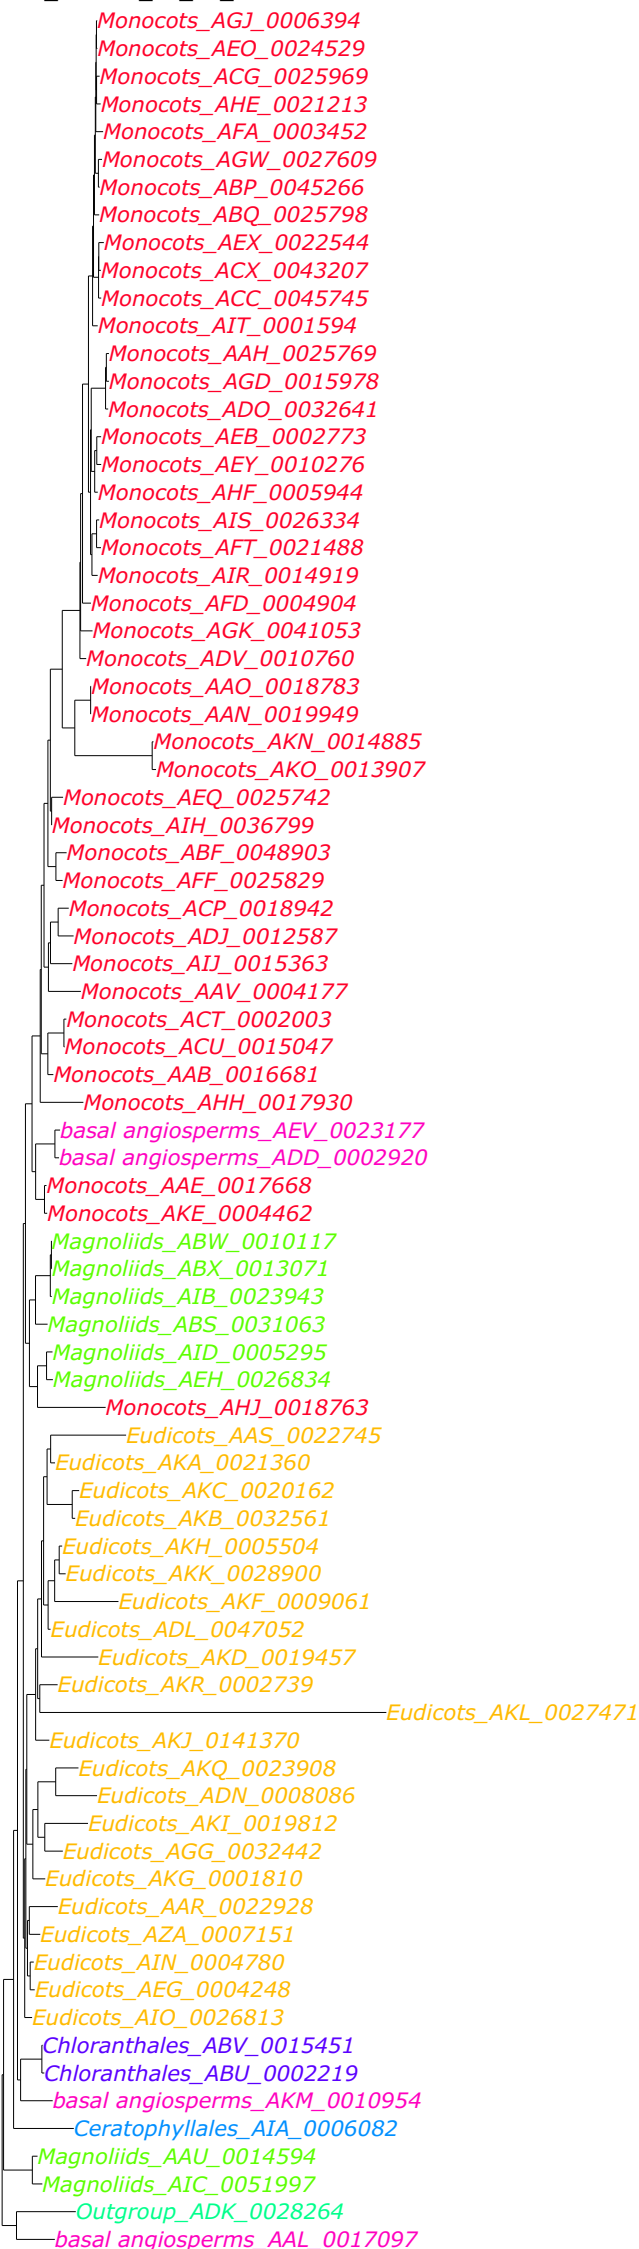 Monocots_AGJ_0006394
Monocots_AEO_0024529
Monocots_ACG_0025969
Monocots_AHE_0021213
Monocots_AFA_0003452
Monocots_AGW_0027609
Monocots_ABP_0045266
Monocots_ABQ_0025798
Monocots_AEX_0022544
Monocots_ACX_0043207
Monocots_ACC_0045745
Monocots_AIT_0001594
Monocots_AAH_0025769
Monocots_AGD_0015978
Monocots_ADO_0032641
Monocots_AEB_0002773
Monocots_AEY_0010276
Monocots_AHF_0005944
Monocots_AIS_0026334
Monocots_AFT_0021488
Monocots_AIR_0014919
Monocots_AFD_0004904
Monocots_AGK_0041053
Monocots_ADV_0010760
Monocots_AAO_0018783
Monocots_AAN_0019949
Monocots_AKN_0014885
Monocots_AKO_0013907
Monocots_AEQ_0025742
Monocots_AIH_0036799
Monocots_ABF_0048903
Monocots_AFF_0025829
Monocots_ACP_0018942
Monocots_ADJ_0012587
Monocots_AIJ_0015363
Monocots_AAV_0004177
Monocots_ACT_0002003
Monocots_ACU_0015047
Monocots_AAB_0016681
Monocots_AHH_0017930
basal angiosperms_AEV_0023177
basal angiosperms_ADD_0002920
Monocots_AAE_0017668
Monocots_AKE_0004462
Magnoliids_ABW_0010117
Magnoliids_ABX_0013071
Magnoliids_AIB_0023943
Magnoliids_ABS_0031063
Magnoliids_AID_0005295
Magnoliids_AEH_0026834
Monocots_AHJ_0018763
Eudicots_AAS_0022745
Eudicots_AKA_0021360
Eudicots_AKC_0020162
Eudicots_AKB_0032561
Eudicots_AKH_0005504
Eudicots_AKK_0028900
Eudicots_AKF_0009061
Eudicots_ADL_0047052
Eudicots_AKD_0019457
Eudicots_AKR_0002739
Eudicots_AKL_0027471
Eudicots_AKJ_0141370
Eudicots_AKQ_0023908
Eudicots_ADN_0008086
Eudicots_AKI_0019812
Eudicots_AGG_0032442
Eudicots_AKG_0001810
Eudicots_AAR_0022928
Eudicots_AZA_0007151
Eudicots_AIN_0004780
Eudicots_AEG_0004248
Eudicots_AIO_0026813
Chloranthales_ABV_0015451
Chloranthales_ABU_0002219
basal angiosperms_AKM_0010954
Ceratophyllales_AIA_0006082
Magnoliids_AAU_0014594
Magnoliids_AIC_0051997
Outgroup_ADK_0028264
basal angiosperms_AAL_0017097